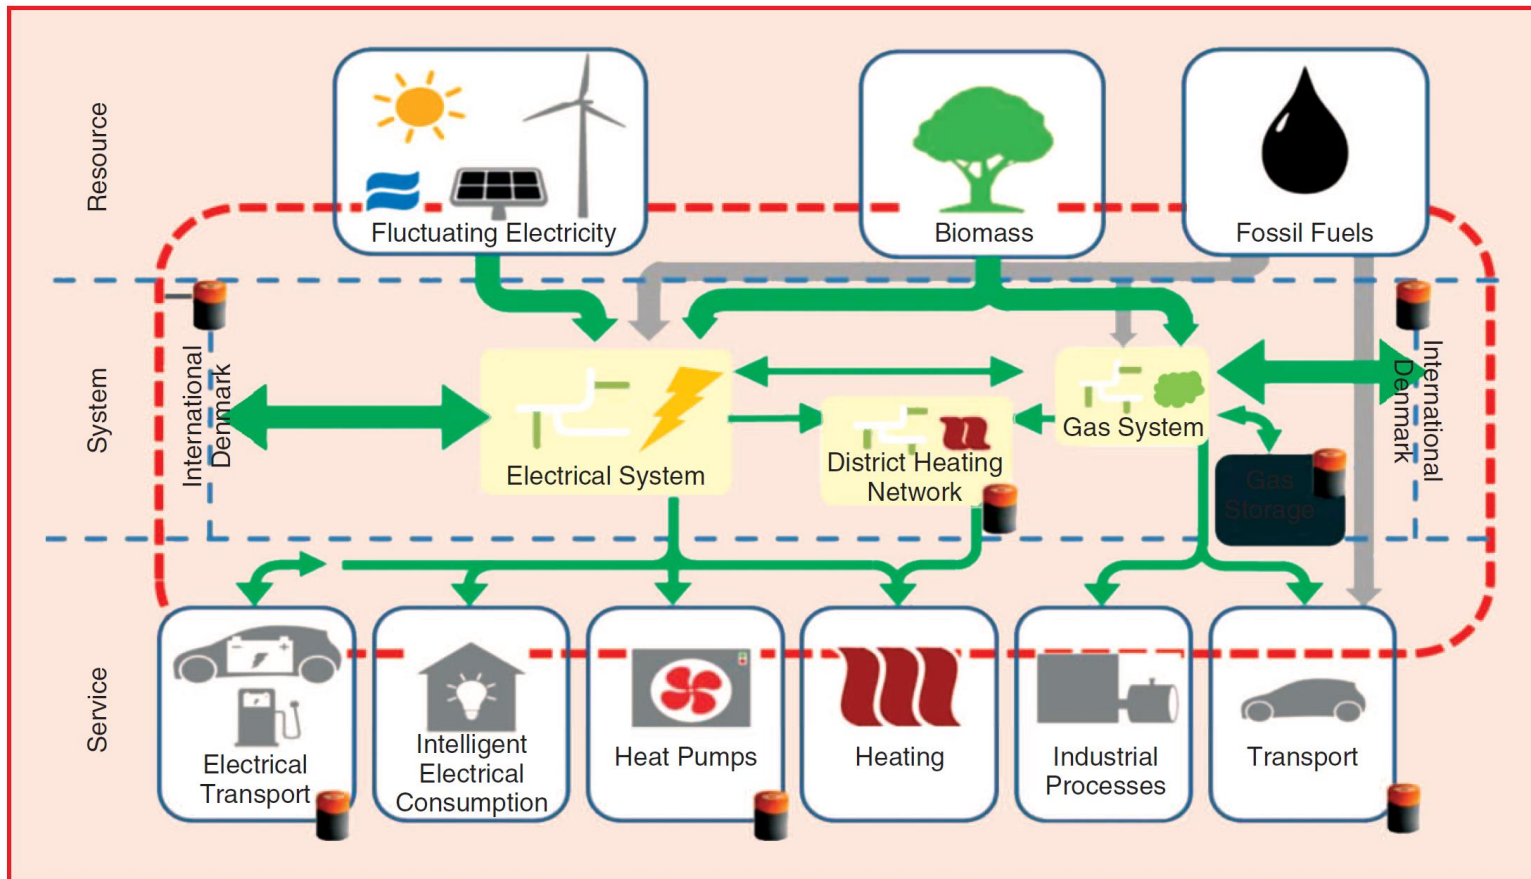 Resource
Fluctuating Electricity
Biomass
Fossil Fuels
System
International
Denmark
Electrical System
District Heating
Network
Gas System
Gas
Storage
Denmark
International
Service
Electrical
Transport
Intelligent
Electrical
Consumption
Heat Pumps
Heating
Industrial
Processes
Transport